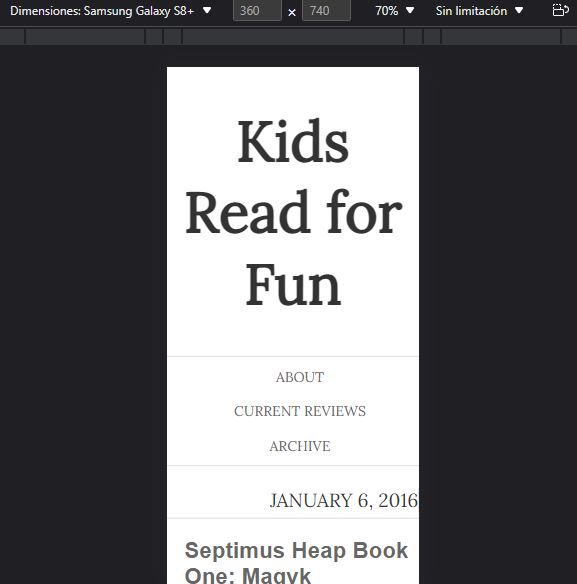 Dimensiones: Samsung Galaxy S8+ 360 × 740 70% Sin limitación
Kids
Read for
Fun
ABOUT
CURRENT REVIEWS
ARCHIVE
JANUARY 6, 2016
Septimus Heap Book
One: Magyk